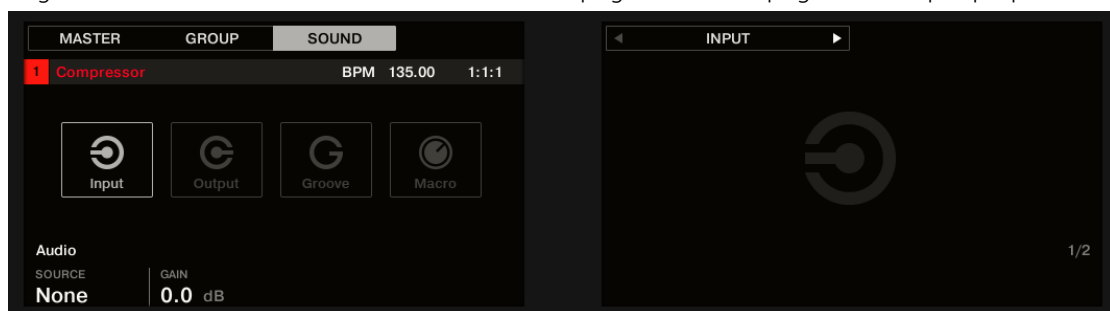 MASTER GROUP SOUND
1 Compressor BPM 135.00 1:1:1
Input Output Groove Macro
Audio
SOURCE GAIN
None 0.0 dB
INPUT
1/2